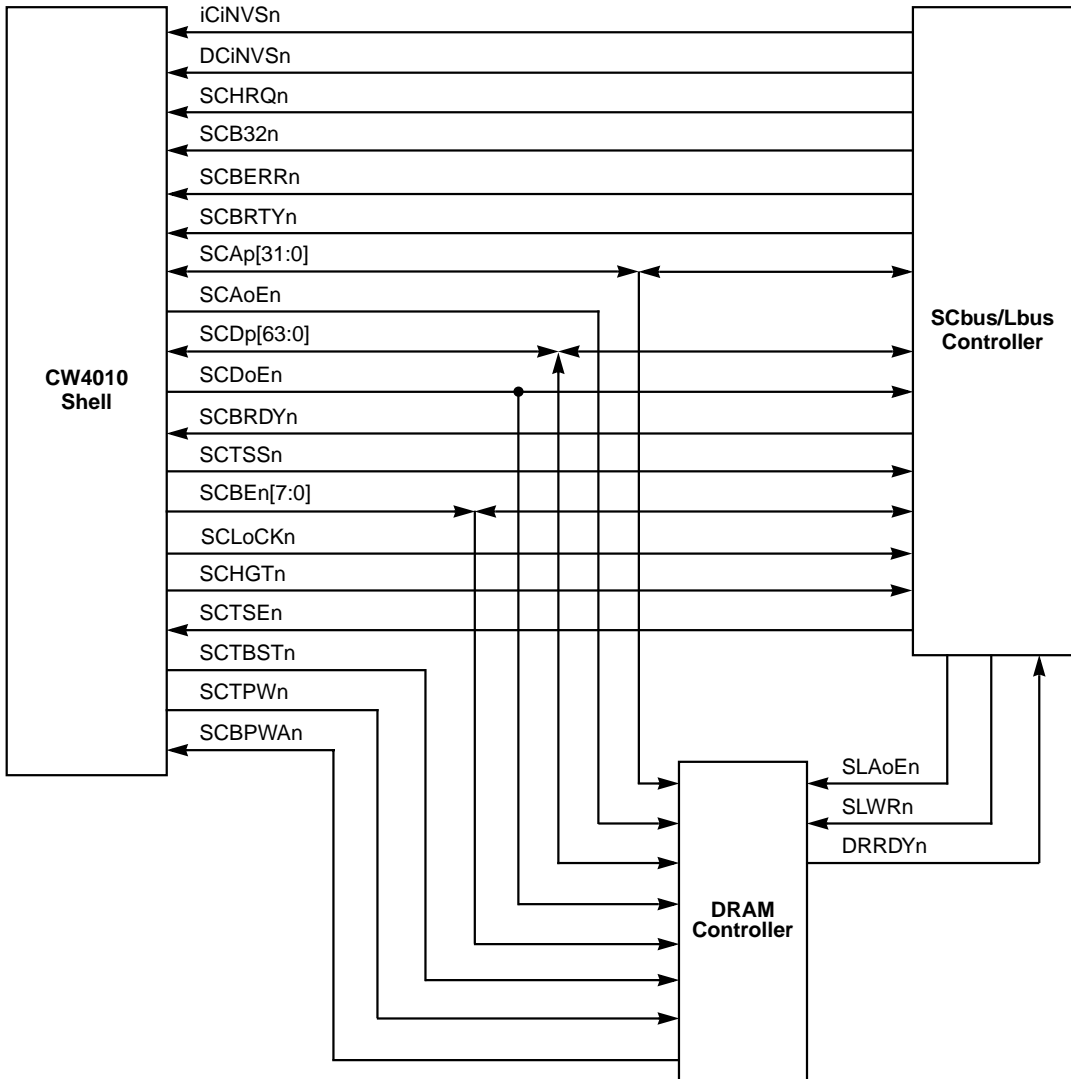 iCiNVSn
DCiNVSn
SCHRQn
SCB32n
SCBERRn
SCBRTYn
SCAp[31:0]
SCAoEn
SCDp[63:0]
SCDoEn
SCBRDYn
SCTSSn
SCBEn[7:0]
SCLoCKn
SCHGTn
SCTSEn
SCTBSTn
SCTPWn
SCBPWAn
CW4010
Shell
SCbus/Lbus
Controller
SLAoEn
SLWRn
DRRDYn
DRAM
Controller